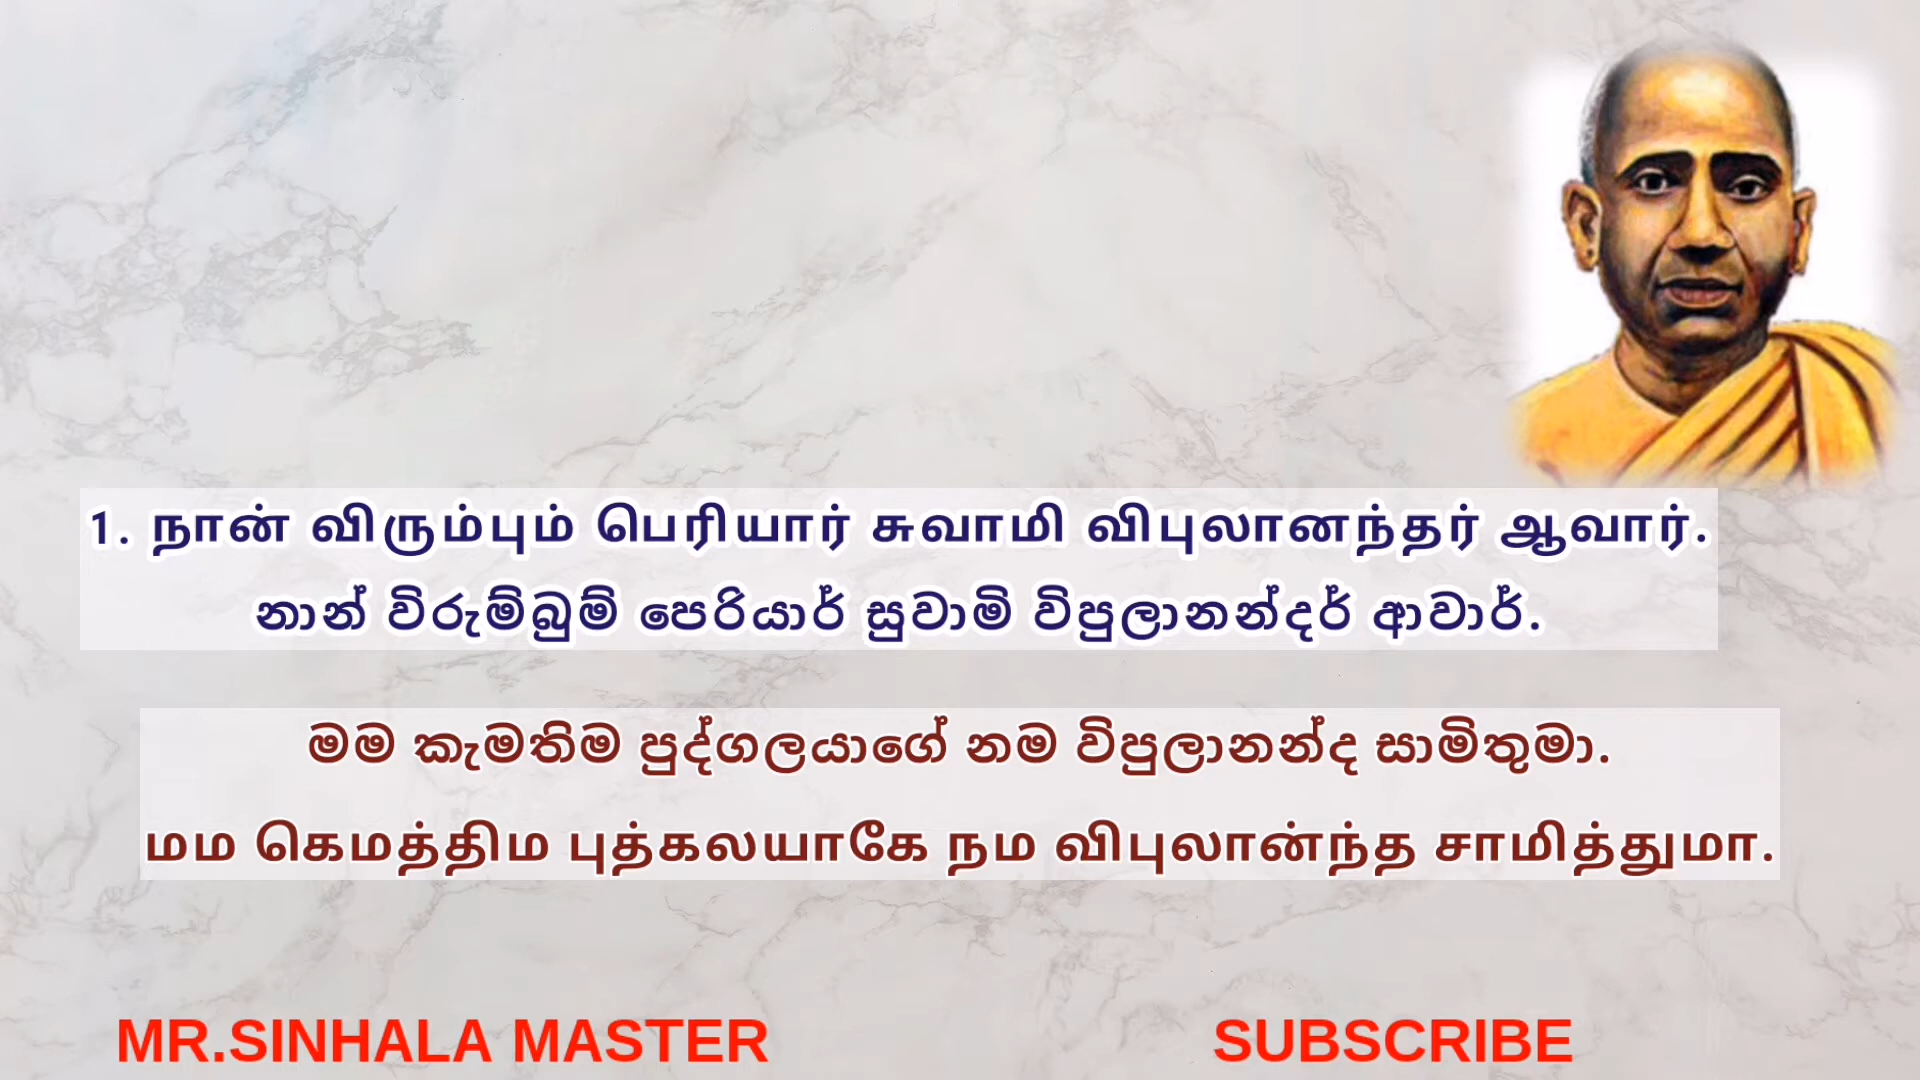 1. நான் விரும்பும் பெரியார் சுவாமி விபுலானந்தர் ஆவார்.
නාන් විරුම්බුම් පෙරියාර් සුවාමි විපුලානන්දර් ආවාර්.
මම කැමතිම පුද්ගලයාගේ නම විපුලානන්ද සාමිතුමා.
மம கெமத்திம புத்கலயாகே நம விபுலான்ந்த சாமித்துமா.
MR.SINHALA MASTER
SUBSCRIBE